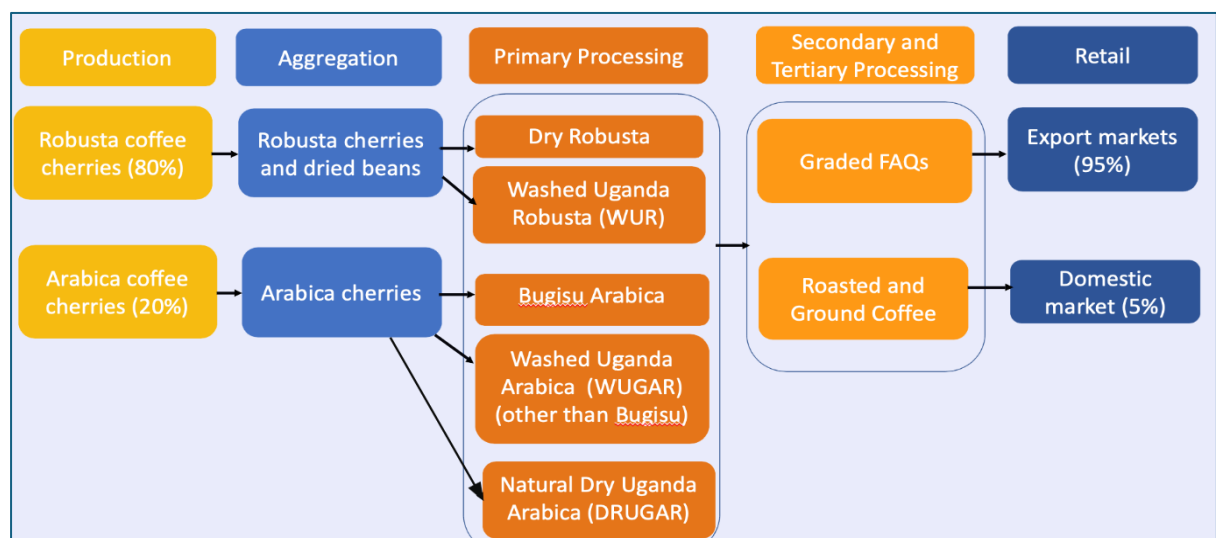 Production
Aggregation
Primary Processing
Secondary and
Tertiary Processing
Retail
Robusta coffee
cherries (80%)
Robusta cherries
and dried beans
Dry Robusta
Washed Uganda
Robusta (WUR)
Graded FAQs
Export markets
(95%)
Arabica coffee
cherries (20%)
Arabica cherries
Bugisu Arabica
Washed Uganda
Arabica (WUGAR)
(other than Bugisu)
Natural Dry Uganda
Arabica (DRUGAR)
Roasted and
Ground Coffee
Domestic
market (5%)